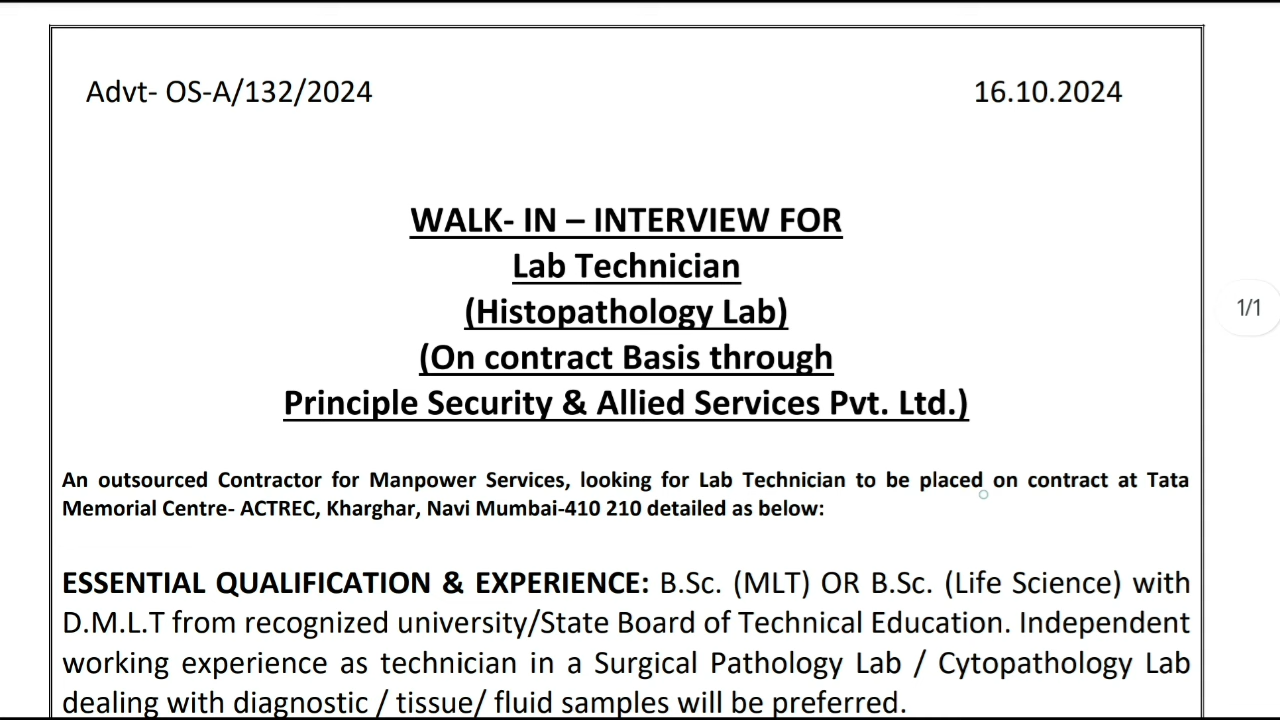 Advt- OS-A/132/2024 16.10.2024
WALK- IN – INTERVIEW FOR
Lab Technician
(Histopathology Lab)
(On contract Basis through
Principle Security & Allied Services Pvt. Ltd.)
1/1
An outsourced Contractor for Manpower Services, looking for Lab Technician to be placed on contract at Tata
Memorial Centre- ACTREC, Kharghar, Navi Mumbai-410 210 detailed as below:
ESSENTIAL QUALIFICATION & EXPERIENCE: B.Sc. (MLT) OR B.Sc. (Life Science) with
D.M.L.T from recognized university/State Board of Technical Education. Independent
working experience as technician in a Surgical Pathology Lab / Cytopathology Lab
dealing with diagnostic / tissue/ fluid samples will be preferred.